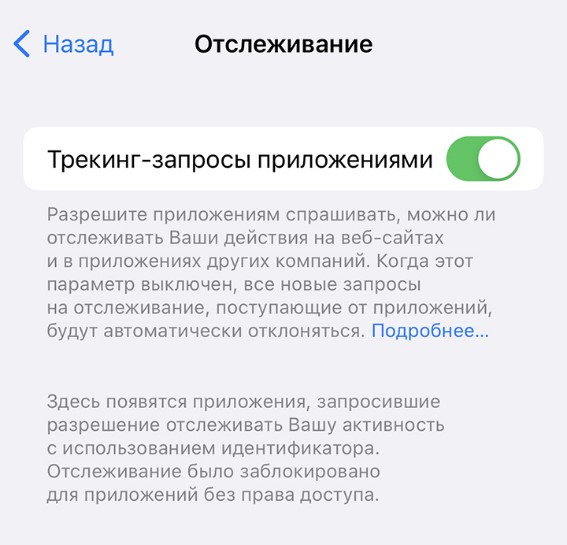 Назад
Отслеживание
Трекинг-запросы приложениями
Разрешите приложениям спрашивать, можно ли
отслеживать Ваши действия на веб-сайтах
и в приложениях других компаний. Когда этот
параметр выключен, все новые запросы
на отслеживание, поступающие от приложений,
будут автоматически отклоняться. Подробнее...
Здесь появятся приложения, запросившие
разрешение отслеживать Вашу активность
с использованием идентификатора.
Отслеживание было заблокировано
для приложений без права доступа.